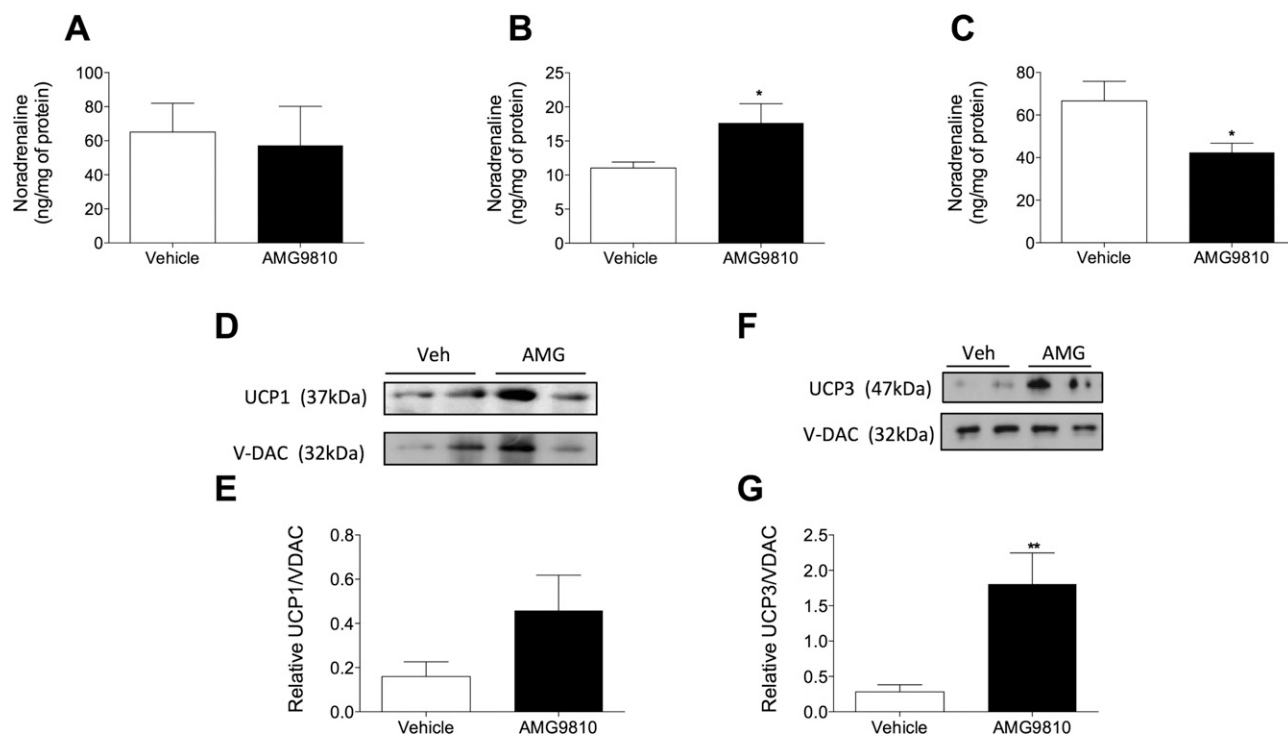 A
Noradrenaline
(ng/mg of protein)
100
80
60
40
20
0
Vehicle
AMG9810
B
Noradrenaline
(ng/mg of protein)
25
20
15
10
5
0
*
Vehicle
AMG9810
C
Noradrenaline
(ng/mg of protein)
80
60
40
20
0
*
Vehicle
AMG9810
D
Veh
AMG
UCP1 (37kDa)
V-DAC (32kDa)
F
Veh
AMG
UCP3 (47kDa)
V-DAC (32kDa)
E
Relative UCP1/VDAC
0.8
0.6
0.4
0.2
0.0
Vehicle
AMG9810
G
Relative UCP3/VDAC
2.5
2.0
1.5
1.0
0.5
0.0
**
Vehicle
AMG9810